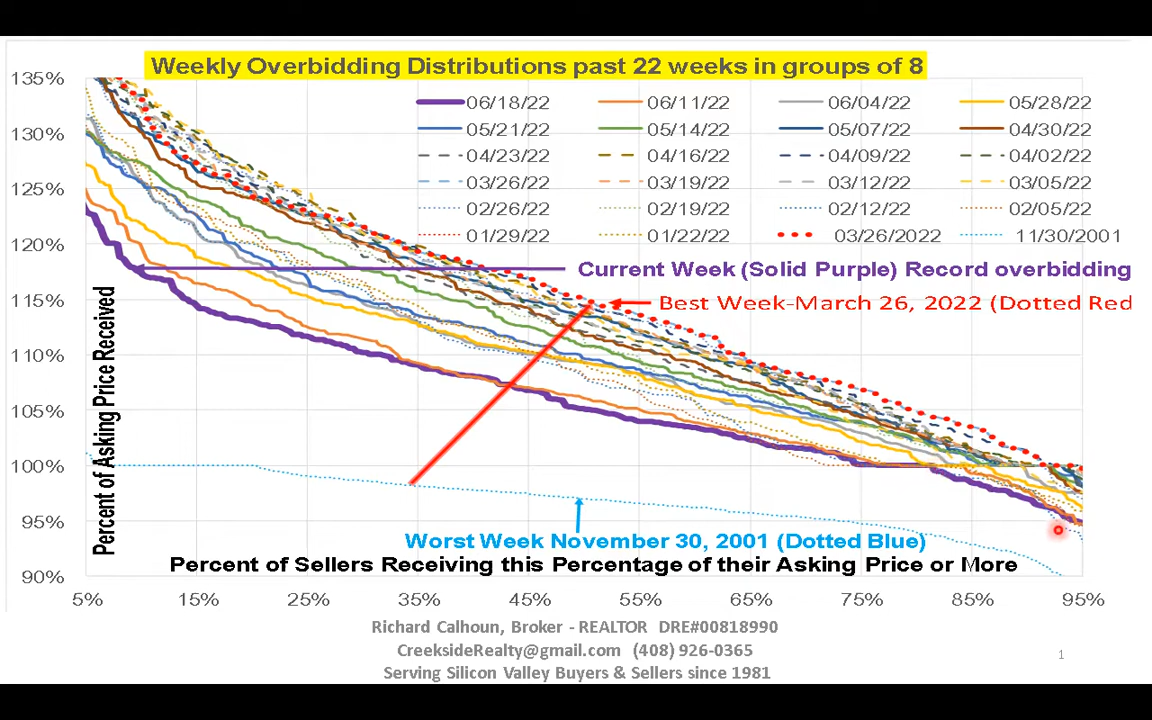 Weekly Overbidding Distributions past 22 weeks in groups of 8
135%
130%
125%
120%
115%
110%
105%
100%
95%
90%
Percent of Asking Price Received
06/18/22 06/11/22 06/04/22 05/28/22
05/21/22 05/14/22 05/07/22 04/30/22
04/23/22 04/16/22 04/09/22 04/02/22
03/26/22 03/19/22 03/12/22 03/05/22
02/26/22 02/19/22 02/12/22 02/05/22
01/29/22 01/22/22 03/26/2022 11/30/2001
Current Week (Solid Purple) Record overbidding
Best Week-March 26, 2022 (Dotted Red
Worst Week November 30, 2001 (Dotted Blue)
Percent of Sellers Receiving this Percentage of their Asking Price or More
5% 15% 25% 35% 45% 55% 65% 75% 85% 95%
Richard Calhoun, Broker - REALTOR DRE#00818990
CreeksideRealty@gmail.com (408) 926-0365
Serving Silicon Valley Buyers & Sellers since 1981
1